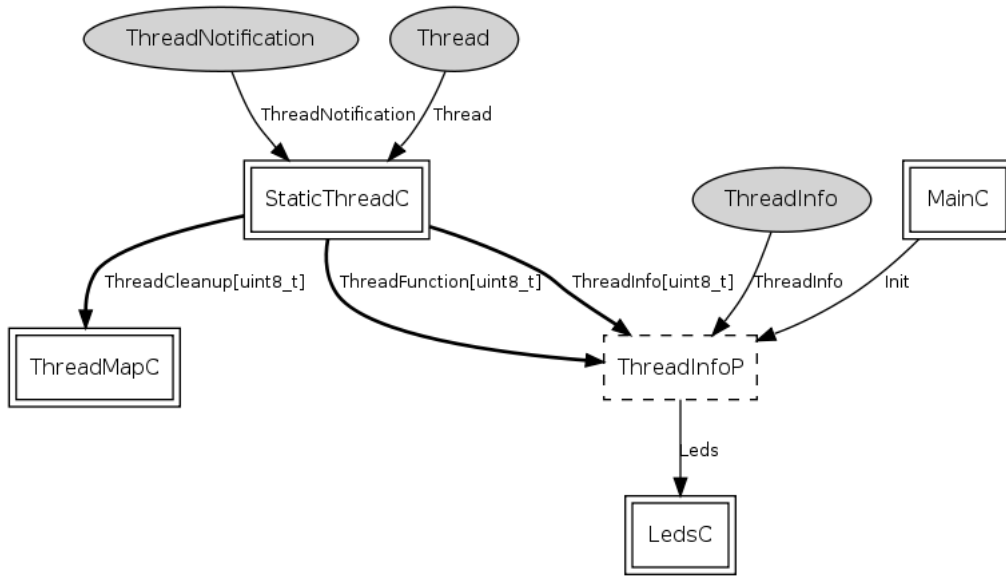 ThreadNotification
Thread
ThreadNotification
Thread
StaticThreadC
ThreadInfo
MainC
ThreadCleanup[uint8_t]
ThreadFunction[uint8_t]
ThreadInfo[uint8_t]
ThreadInfo
Init
ThreadMapC
ThreadInfoP
Leds
LedsC